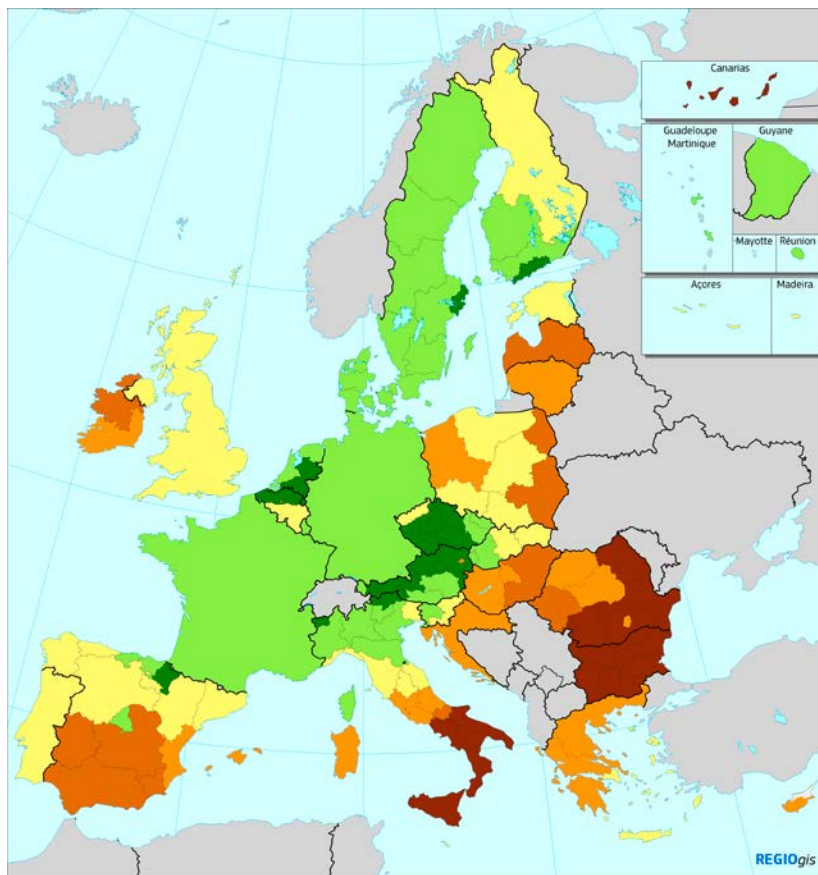 Canarias
Guadeloupe
Martinique
Guyane
Mayotte
Réunion
Açores
Madeira
REGIOgis